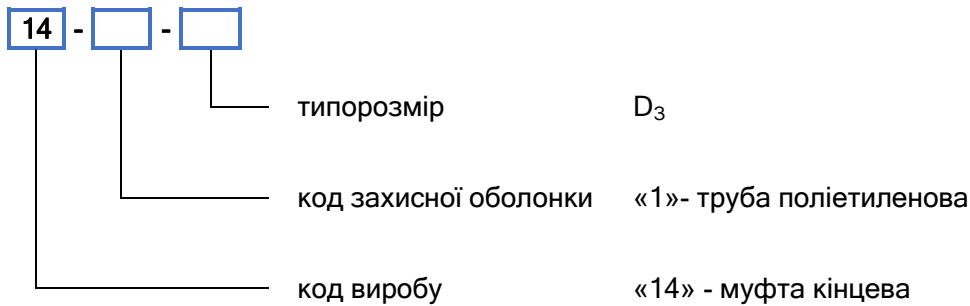 14 - -
типорозмір D₃
код захисної оболонки «1»- труба поліетиленова
код виробу «14» - муфта кінцева